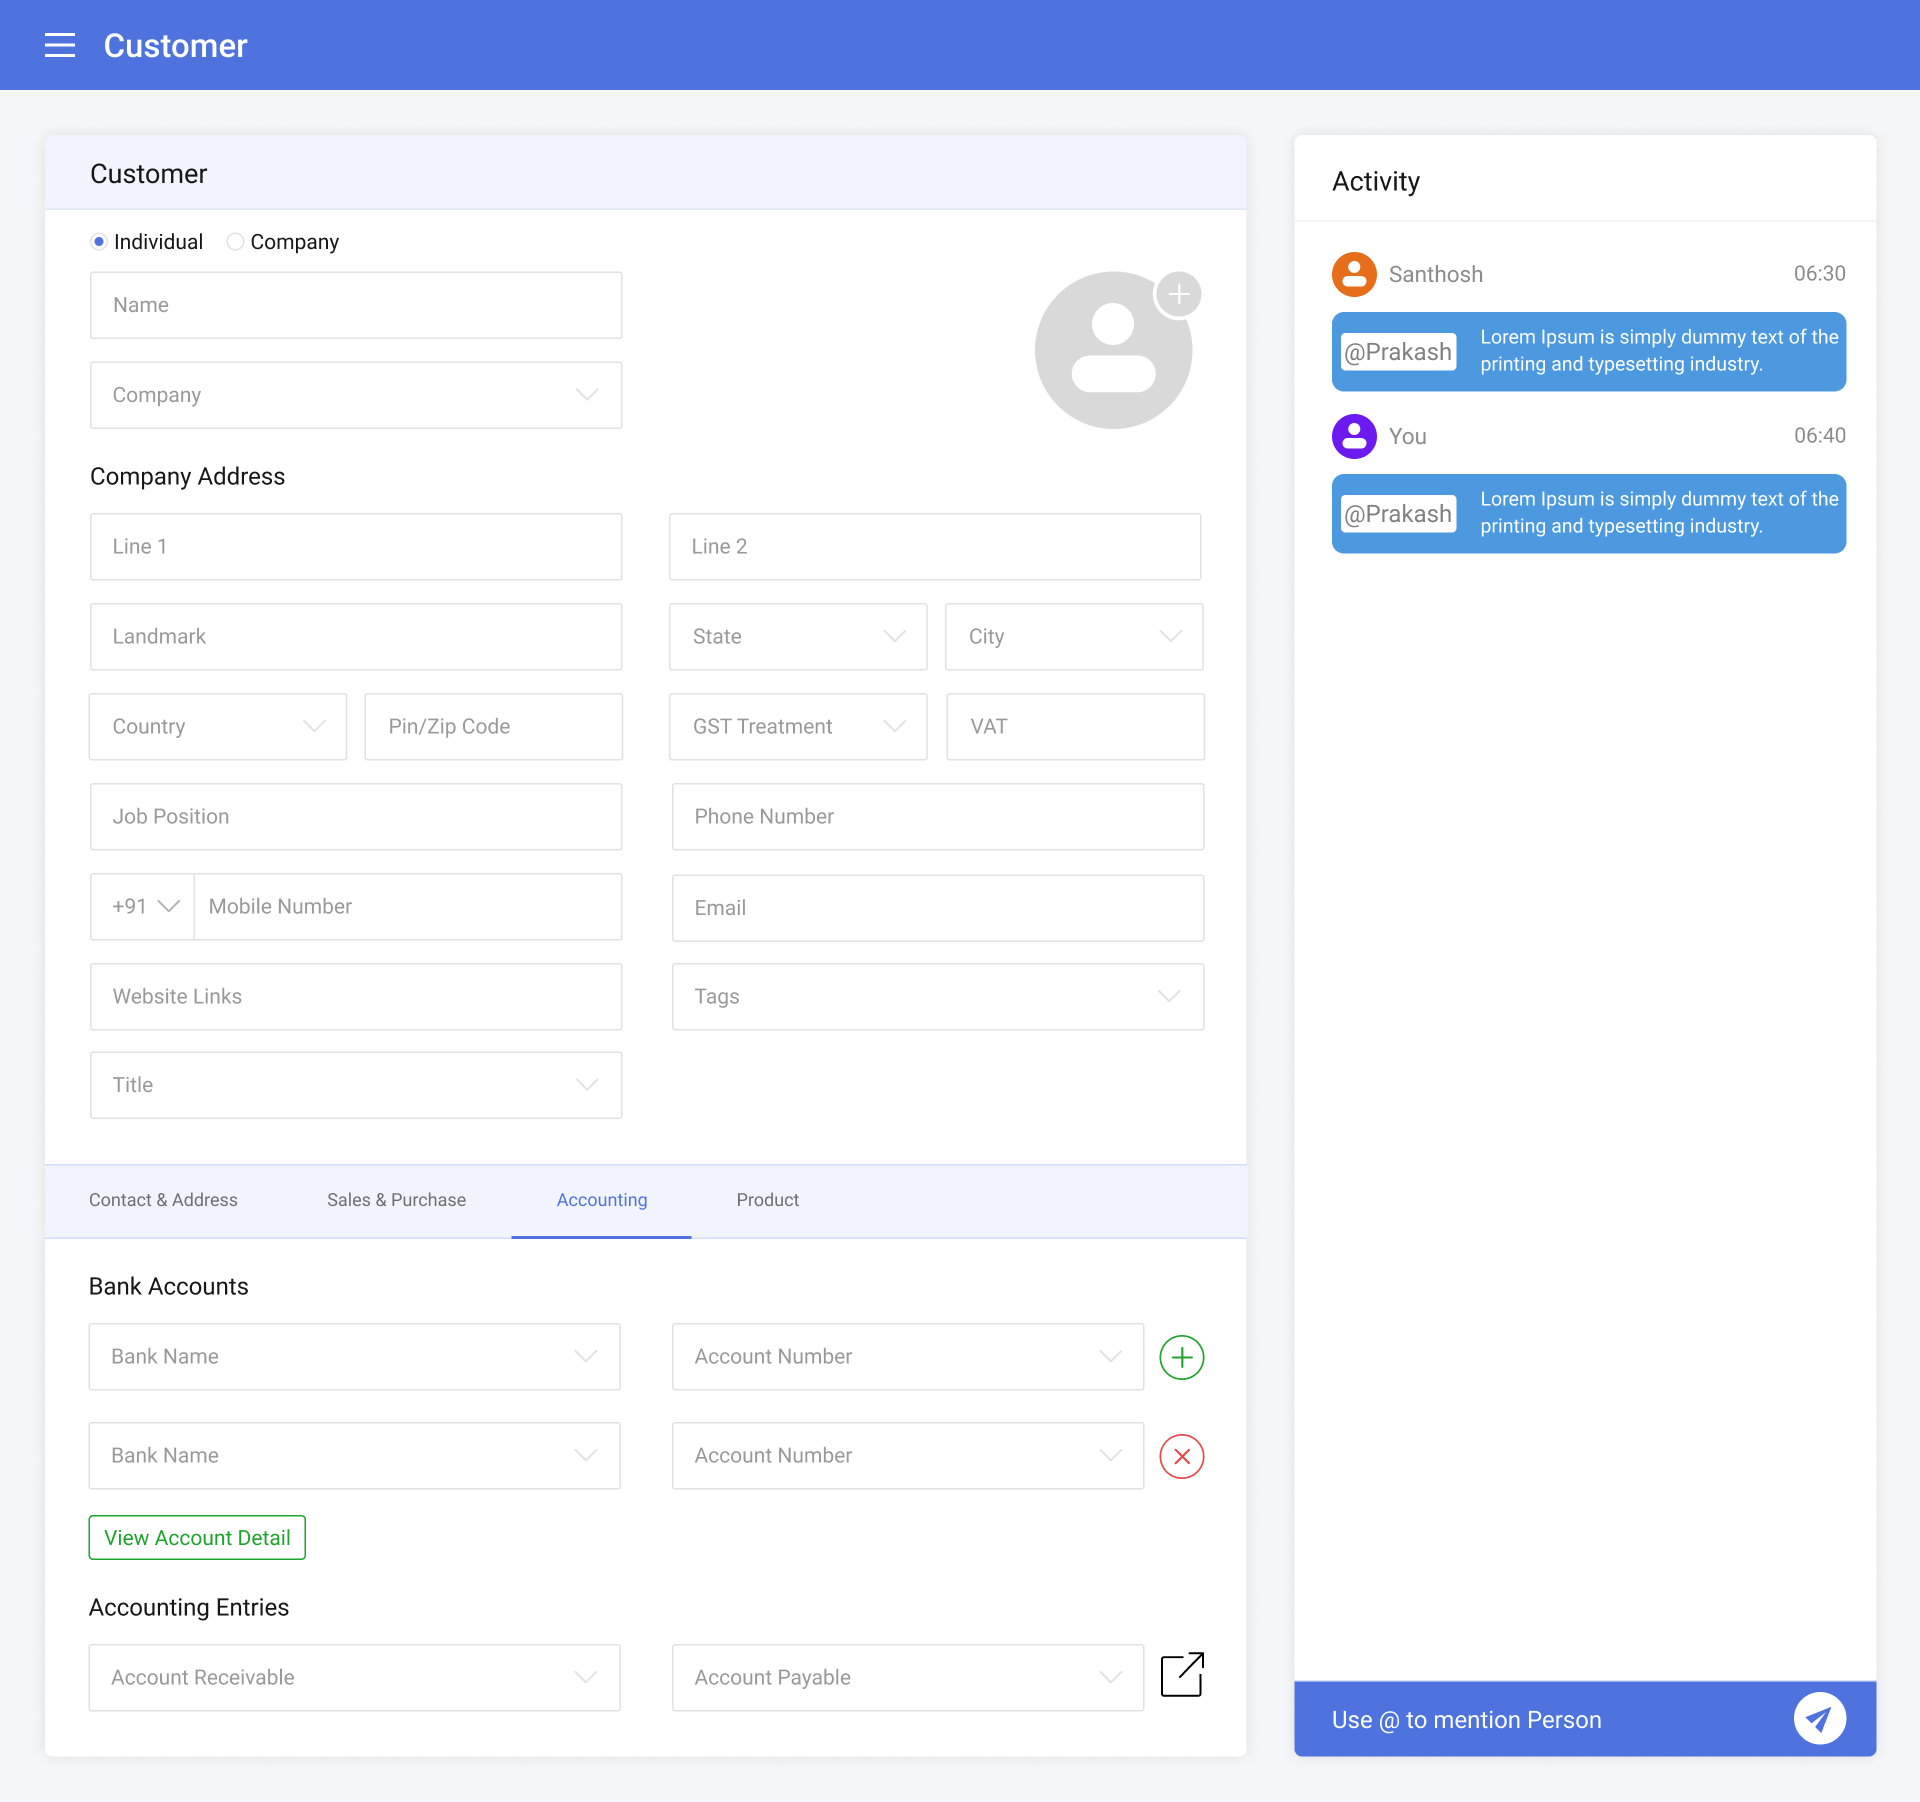 Customer
Customer
Individual
Company
Name
Company
Company Address
Line 1
Line 2
Landmark
State
City
Country
Pin/Zip Code
GST Treatment
VAT
Job Position
Phone Number
+91
Mobile Number
Email
Website Links
Tags
Title
Contact & Address
Sales & Purchase
Accounting
Product
Bank Accounts
Bank Name
Account Number
Bank Name
Account Number
View Account Detail
Accounting Entries
Account Receivable
Account Payable
Activity
Santhosh
06:30
@Prakash
Lorem Ipsum is simply dummy text of the
printing and typesetting industry.
You
06:40
@Prakash
Lorem Ipsum is simply dummy text of the
printing and typesetting industry.
Use @ to mention Person